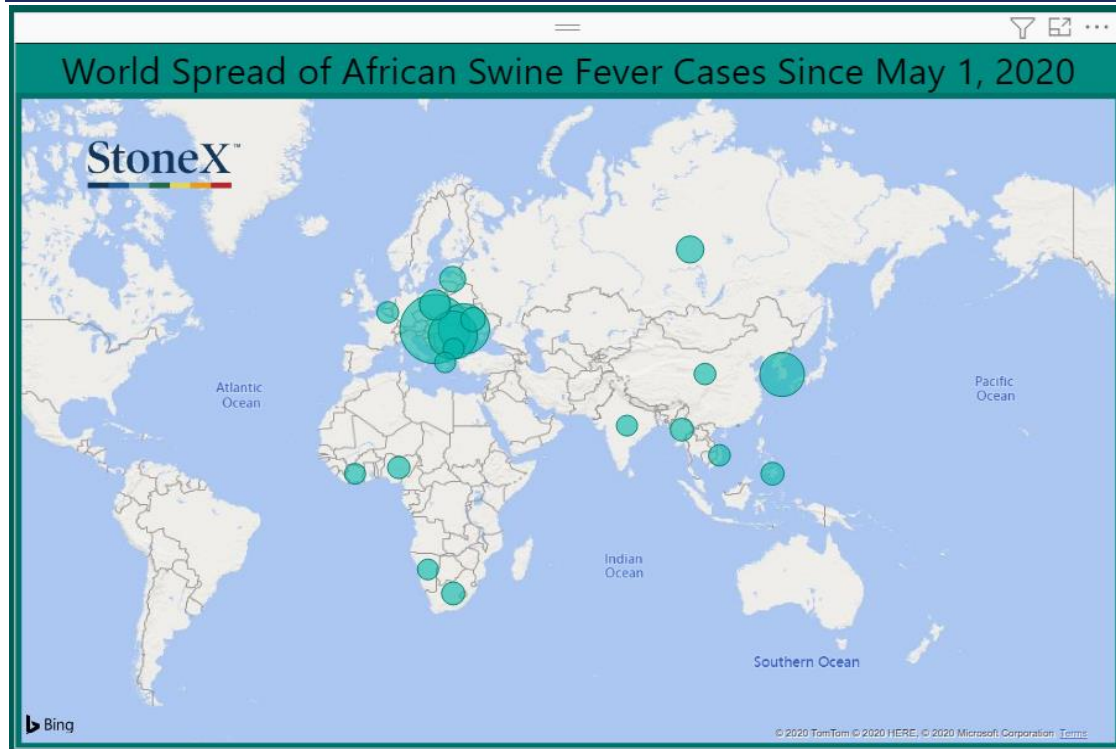 World Spread of African Swine Fever Cases Since May 1, 2020
StoneX™
Atlantic
Ocean
Pacific
Ocean
Indian
Ocean
Southern Ocean
Bing
© 2020 TomTom © 2020 HERE, © 2020 Microsoft Corporation Terms